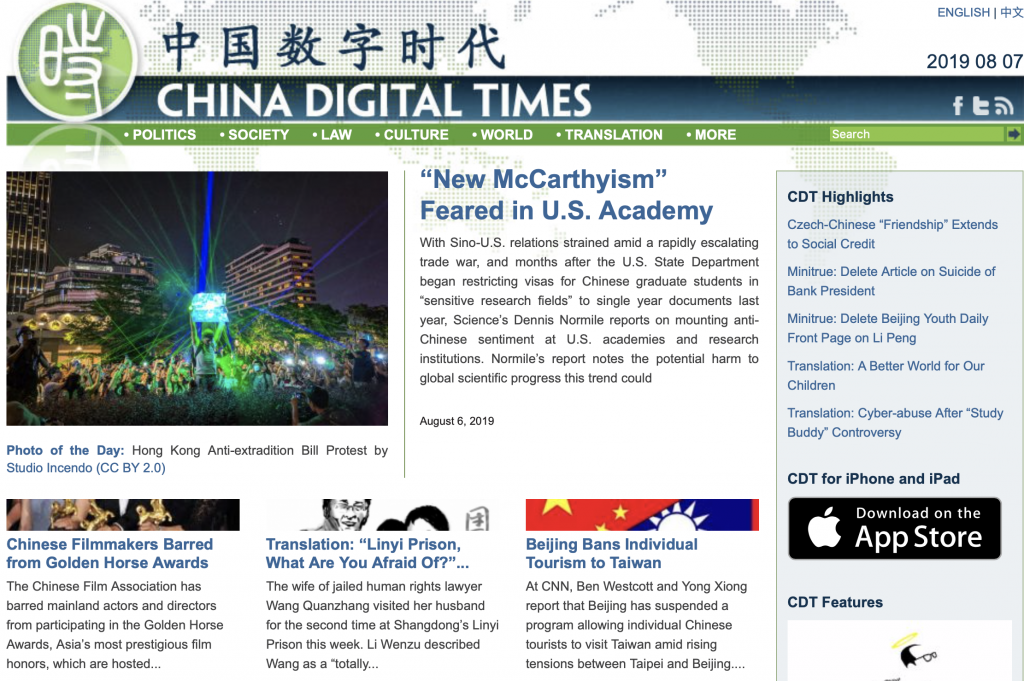 ENGLISH | 中文
中国数字时代
2019 08 07
CHINA DIGITAL TIMES
• POLITICS • SOCIETY • LAW • CULTURE • WORLD • TRANSLATION • MORE
Search
Photo of the Day: Hong Kong Anti-extradition Bill Protest by
Studio Incendo (CC BY 2.0)
“New McCarthyism”
Feared in U.S. Academy
With Sino-U.S. relations strained amid a rapidly escalating
trade war, and months after the U.S. State Department
began restricting visas for Chinese graduate students in
“sensitive research fields” to single year documents last
year, Science’s Dennis Normile reports on mounting anti-
Chinese sentiment at U.S. academies and research
institutions. Normile’s report notes the potential harm to
global scientific progress this trend could
August 6, 2019
Chinese Filmmakers Barred
from Golden Horse Awards
The Chinese Film Association has
barred mainland actors and directors
from participating in the Golden Horse
Awards, Asia’s most prestigious film
honors, which are hosted...
Translation: “Linyi Prison,
What Are You Afraid Of?”...
The wife of jailed human rights lawyer
Wang Quanzhang visited her husband
for the second time at Shangdong’s Linyi
Prison this week. Li Wenzu described
Wang as a “totally...
Beijing Bans Individual
Tourism to Taiwan
At CNN, Ben Westcott and Yong Xiong
report that Beijing has suspended a
program allowing individual Chinese
tourists to visit Taiwan amid rising
tensions between Taipei and Beijing....
CDT Highlights
Czech-Chinese “Friendship” Extends
to Social Credit
Minitrue: Delete Article on Suicide of
Bank President
Minitrue: Delete Beijing Youth Daily
Front Page on Li Peng
Translation: A Better World for Our
Children
Translation: Cyber-abuse After “Study
Buddy” Controversy
CDT for iPhone and iPad
Download on the
App Store
CDT Features